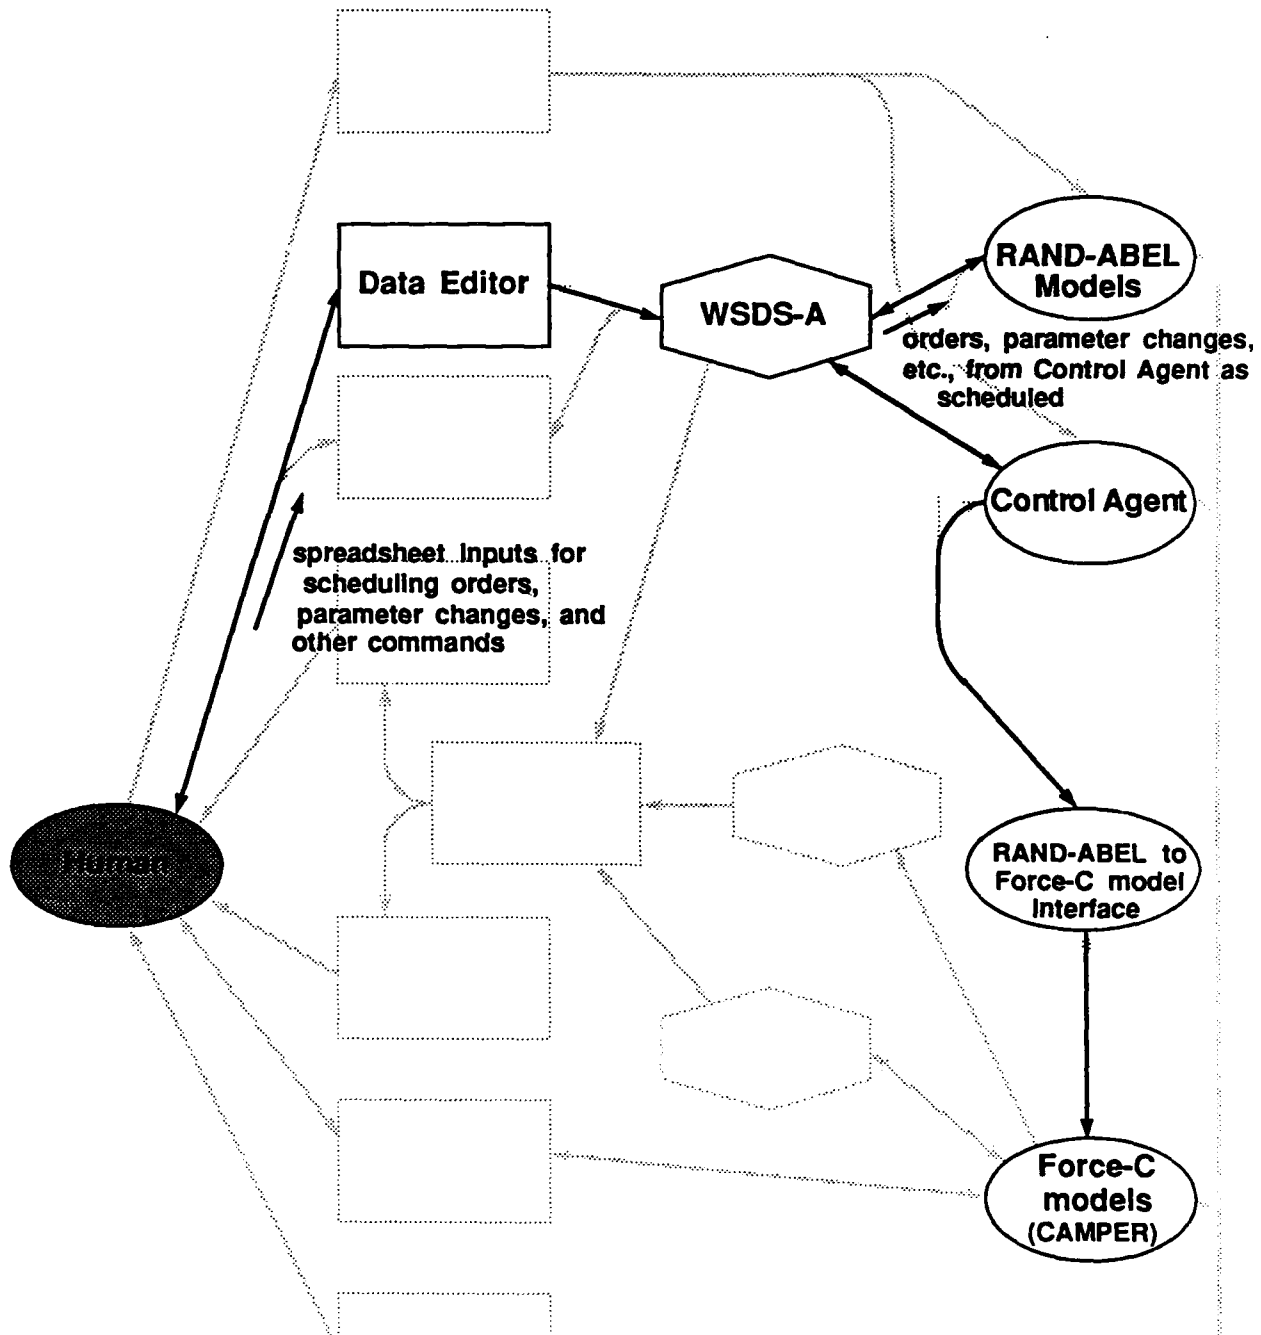 Data Editor
WSDS-A
RAND-ABEL
Models
orders, parameter changes,
etc., from Control Agent as
scheduled
Control Agent
spreadsheet inputs for
scheduling orders,
parameter changes, and
other commands
Human
RAND-ABEL to
Force-C model
Interface
Force-C
models
(CAMPER)